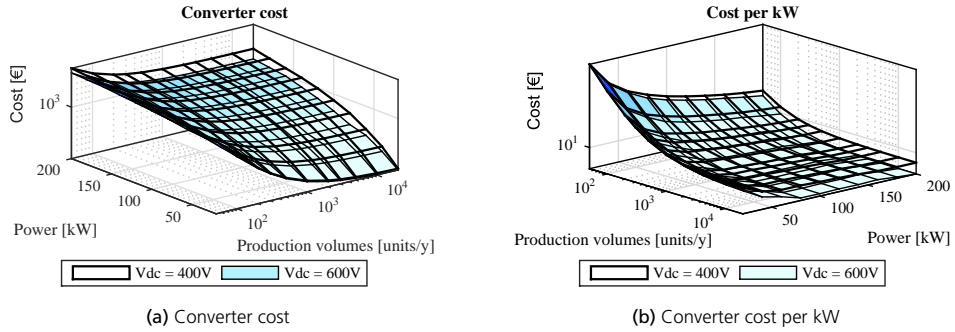 Converter cost
Cost [€]
10³
200
150
100
50
Power [kW]
10²
10³
10⁴
Production volumes [units/y]
Vdc = 400V
Vdc = 600V
(a) Converter cost
Cost per kW
Cost [€]
10¹
10²
10³
10⁴
Production volumes [units/y]
50
100
150
200
Power [kW]
Vdc = 400V
Vdc = 600V
(b) Converter cost per kW